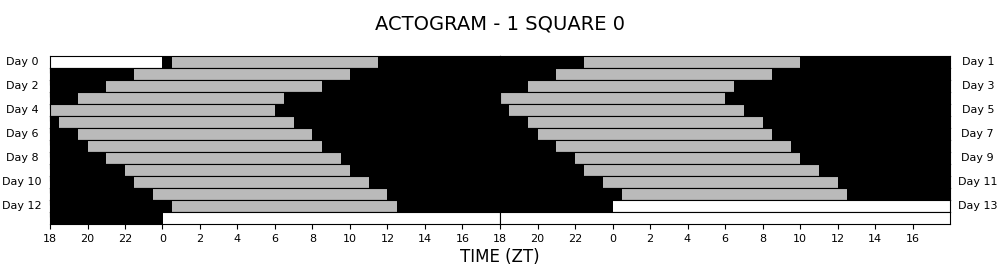 ACTOGRAM - 1 SQUARE 0
Day 0 Day 1
Day 2 Day 3
Day 4 Day 5
Day 6 Day 7
Day 8 Day 9
Day 10 Day 11
Day 12 Day 13
18 20 22 0 2 4 6 8 10 12 14 16 18 20 22 0 2 4 6 8 10 12 14 16
TIME (ZT)